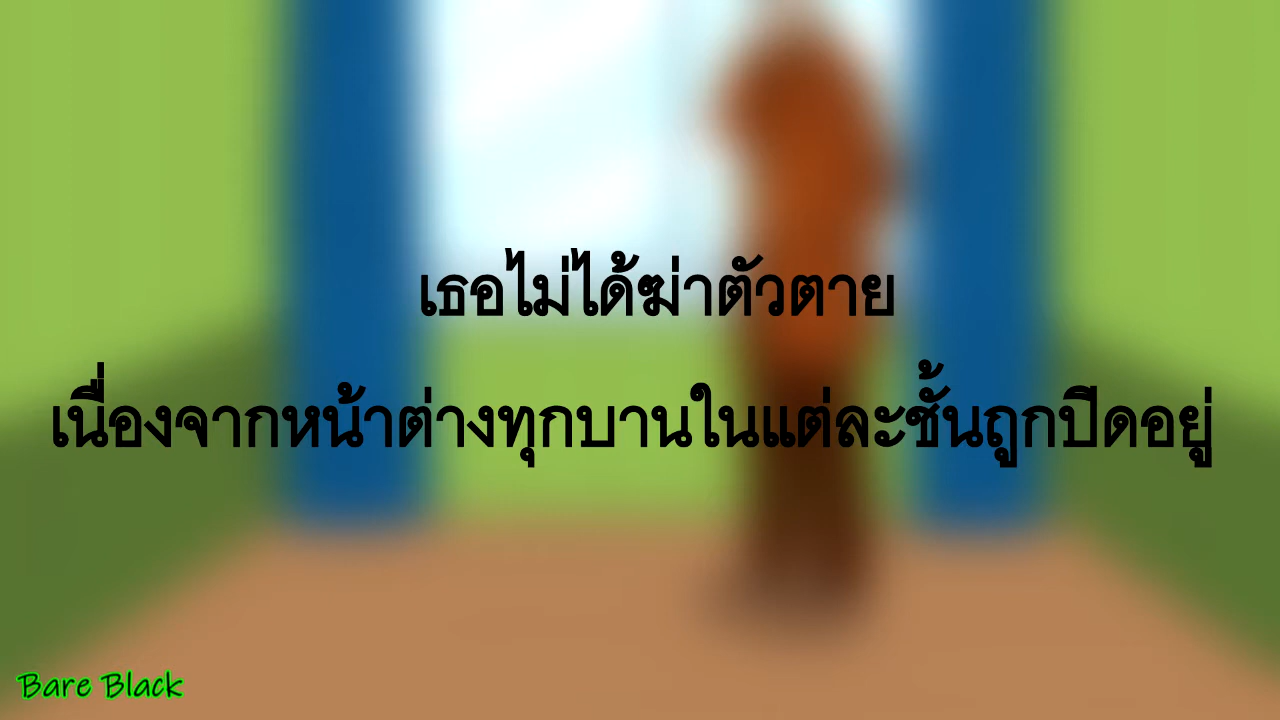 เธอไม่ได้ฆ่าตัวตาย
เนื่องจากหน้าต่างทุกบานในแต่ละชั้นถูกปิดอยู่
Bare Black